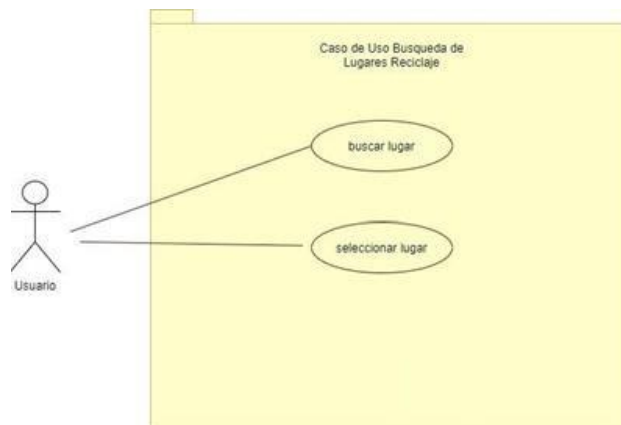 Caso de Uso Busqueda de
Lugares Reciclaje
buscar lugar
seleccionar lugar
Usuario